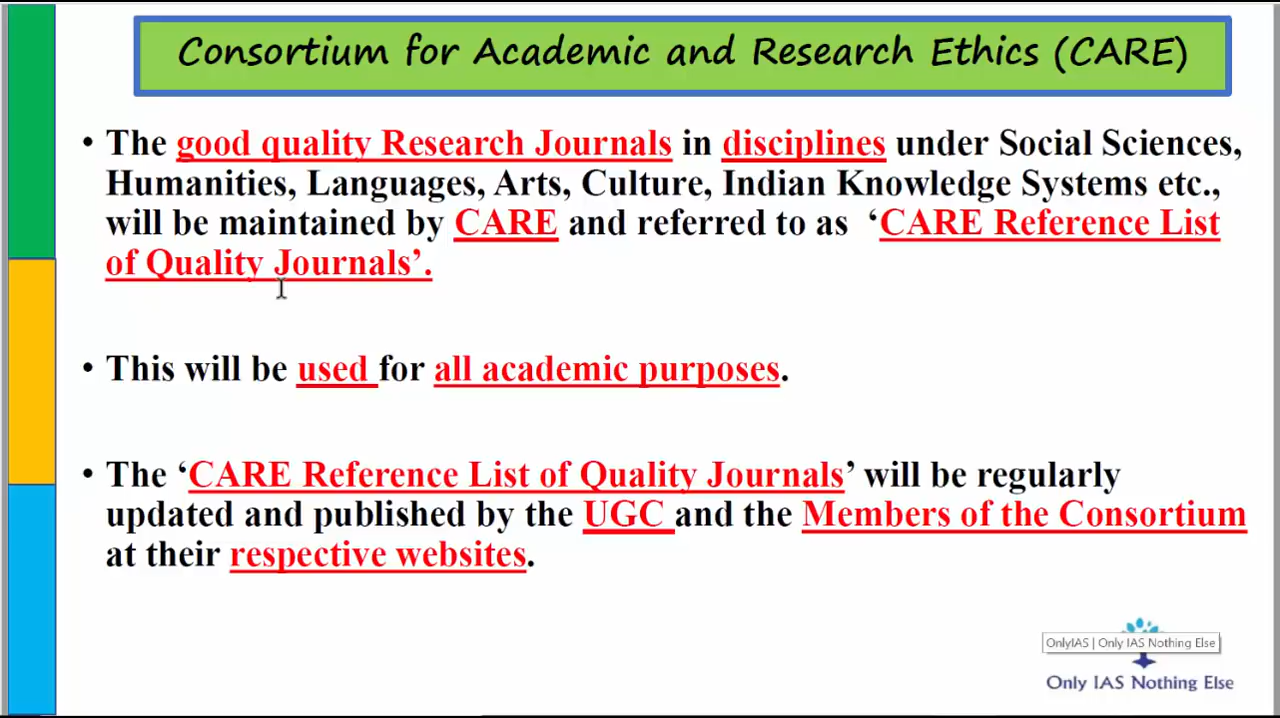 Consortium for Academic and Research Ethics (CARE)
• The good quality Research Journals in disciplines under Social Sciences,
Humanities, Languages, Arts, Culture, Indian Knowledge Systems etc.,
will be maintained by CARE and referred to as ‘CARE Reference List
of Quality Journals’.
• This will be used for all academic purposes.
• The ‘CARE Reference List of Quality Journals’ will be regularly
updated and published by the UGC and the Members of the Consortium
at their respective websites.
OnlyIAS | Only IAS Nothing Else
Only IAS Nothing Else